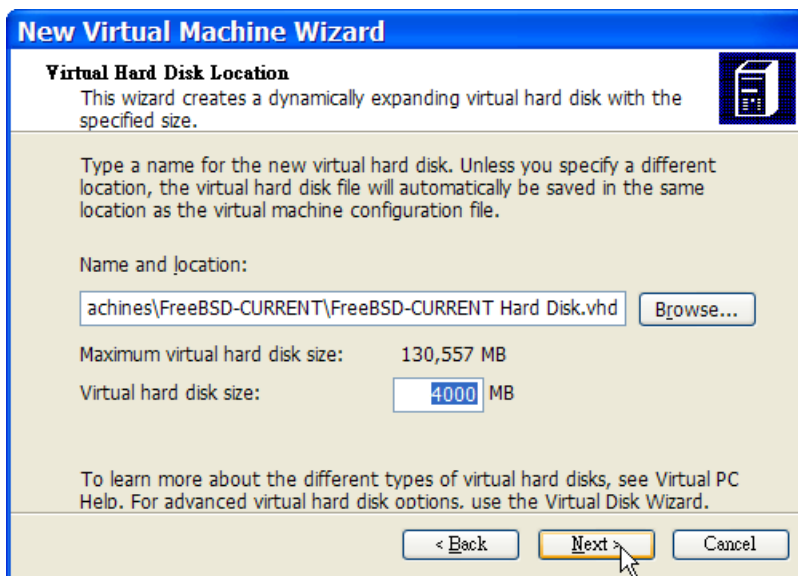 New Virtual Machine Wizard
Virtual Hard Disk Location
This wizard creates a dynamically expanding virtual hard disk with the
specified size.
Type a name for the new virtual hard disk. Unless you specify a different
location, the virtual hard disk file will automatically be saved in the same
location as the virtual machine configuration file.
Name and location:
achines\FreeBSD-CURRENT\FreeBSD-CURRENT Hard Disk.vhd Browse...
Maximum virtual hard disk size: 130,557 MB
Virtual hard disk size: 4000 MB
To learn more about the different types of virtual hard disks, see Virtual PC
Help. For advanced virtual hard disk options, use the Virtual Disk Wizard.
< Back Next > Cancel